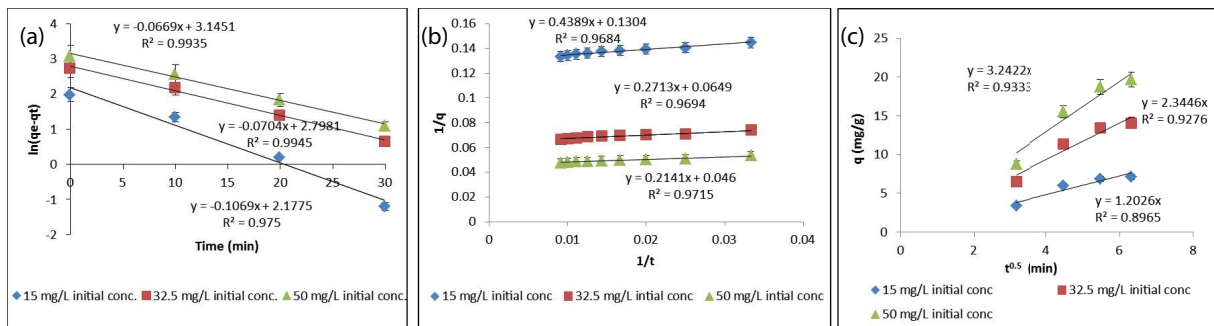 (a)
y = -0.0669x + 3.1451
R² = 0.9935
y = -0.0704x + 2.7981
R² = 0.9945
y = -0.1069x + 2.1775
R² = 0.975
ln(qe-qt)
4
3
2
1
0
-1
-2
0
10
20
30
Time (min)
15 mg/L initial conc.
32.5 mg/L initial conc.
50 mg/L initial conc.
(b)
y = 0.4389x + 0.1304
R² = 0.9684
y = 0.2713x + 0.0649
R² = 0.9694
y = 0.2141x + 0.046
R² = 0.9715
1/q
0.16
0.14
0.12
0.1
0.08
0.06
0.04
0.02
0
0
0.01
0.02
0.03
0.04
1/t
15 mg/L initial conc
32.5 mg/L intial conc
50 mg/L initial conc
(c)
y = 3.2422x
R² = 0.9333
y = 2.3446x
R² = 0.9276
y = 1.2026x
R² = 0.8965
q (mg/g)
25
20
15
10
5
0
0
2
4
6
8
t⁰·⁵ (min)
15 mg/L initial conc
32.5 mg/L initial conc
50 mg/L initial conc